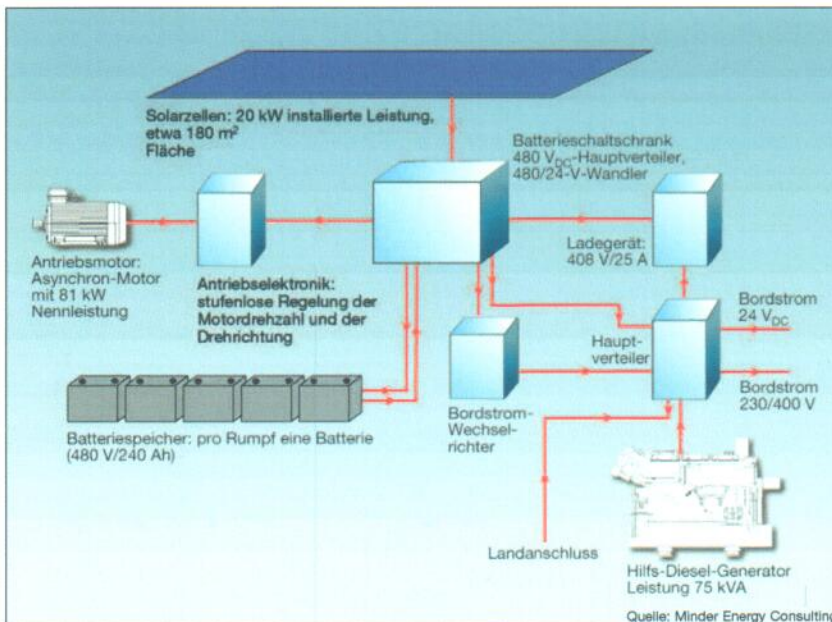 Solarzellen: 20 kW installierte Leistung,
etwa 180 m²
Fläche
Batterieschaltschrank
480 V_DC-Hauptverteiler,
480/24-V-Wandler
Ladegerät:
408 V/25 A
Antriebsmotor:
Asynchron-Motor
mit 81 kW
Nennleistung
Antriebselektronik:
stufenlose Regelung der
Motordrehzahl und der
Drehrichtung
Haupt-
verteiler
Bordstrom
24 V_DC
Bordstrom
230/400 V
Bordstrom-
Wechsel-
richter
Batteriespeicher: pro Rumpf eine Batterie
(480 V/240 Ah)
Landanschluss
Hilfs-Diesel-Generator
Leistung 75 kVA
Quelle: Minder Energy Consulting